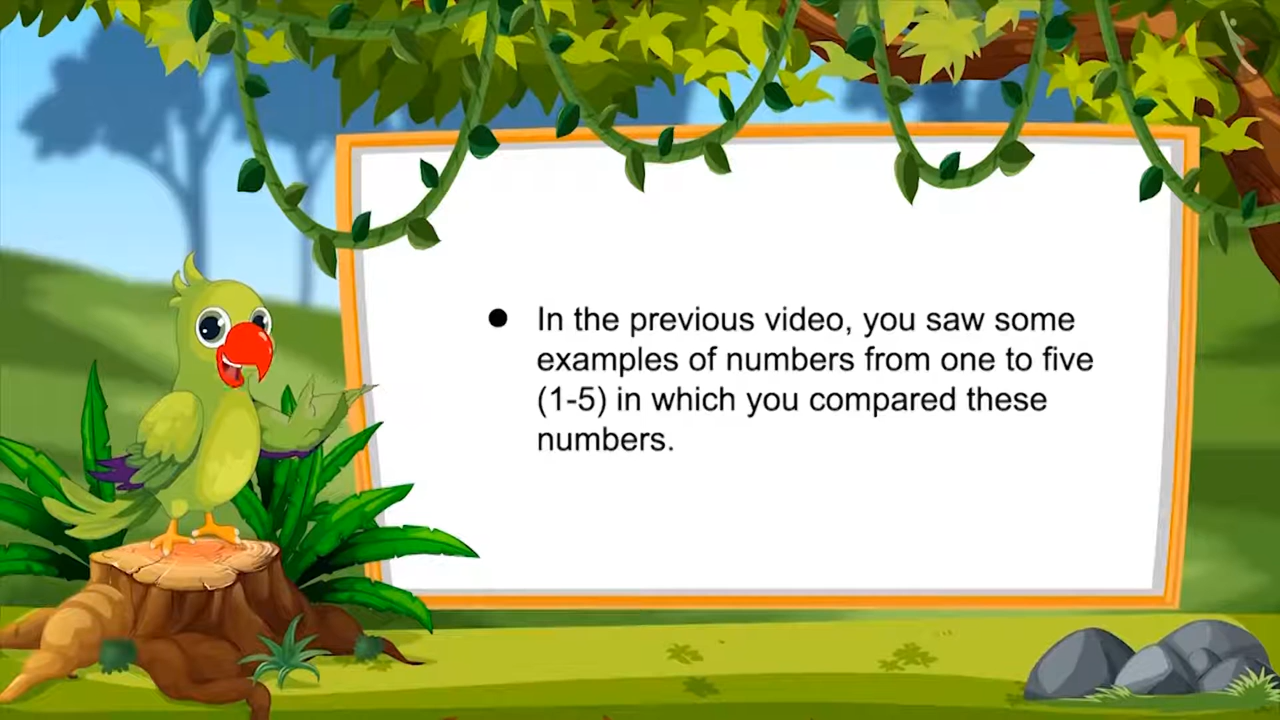 ● In the previous video, you saw some
examples of numbers from one to five
(1-5) in which you compared these
numbers.